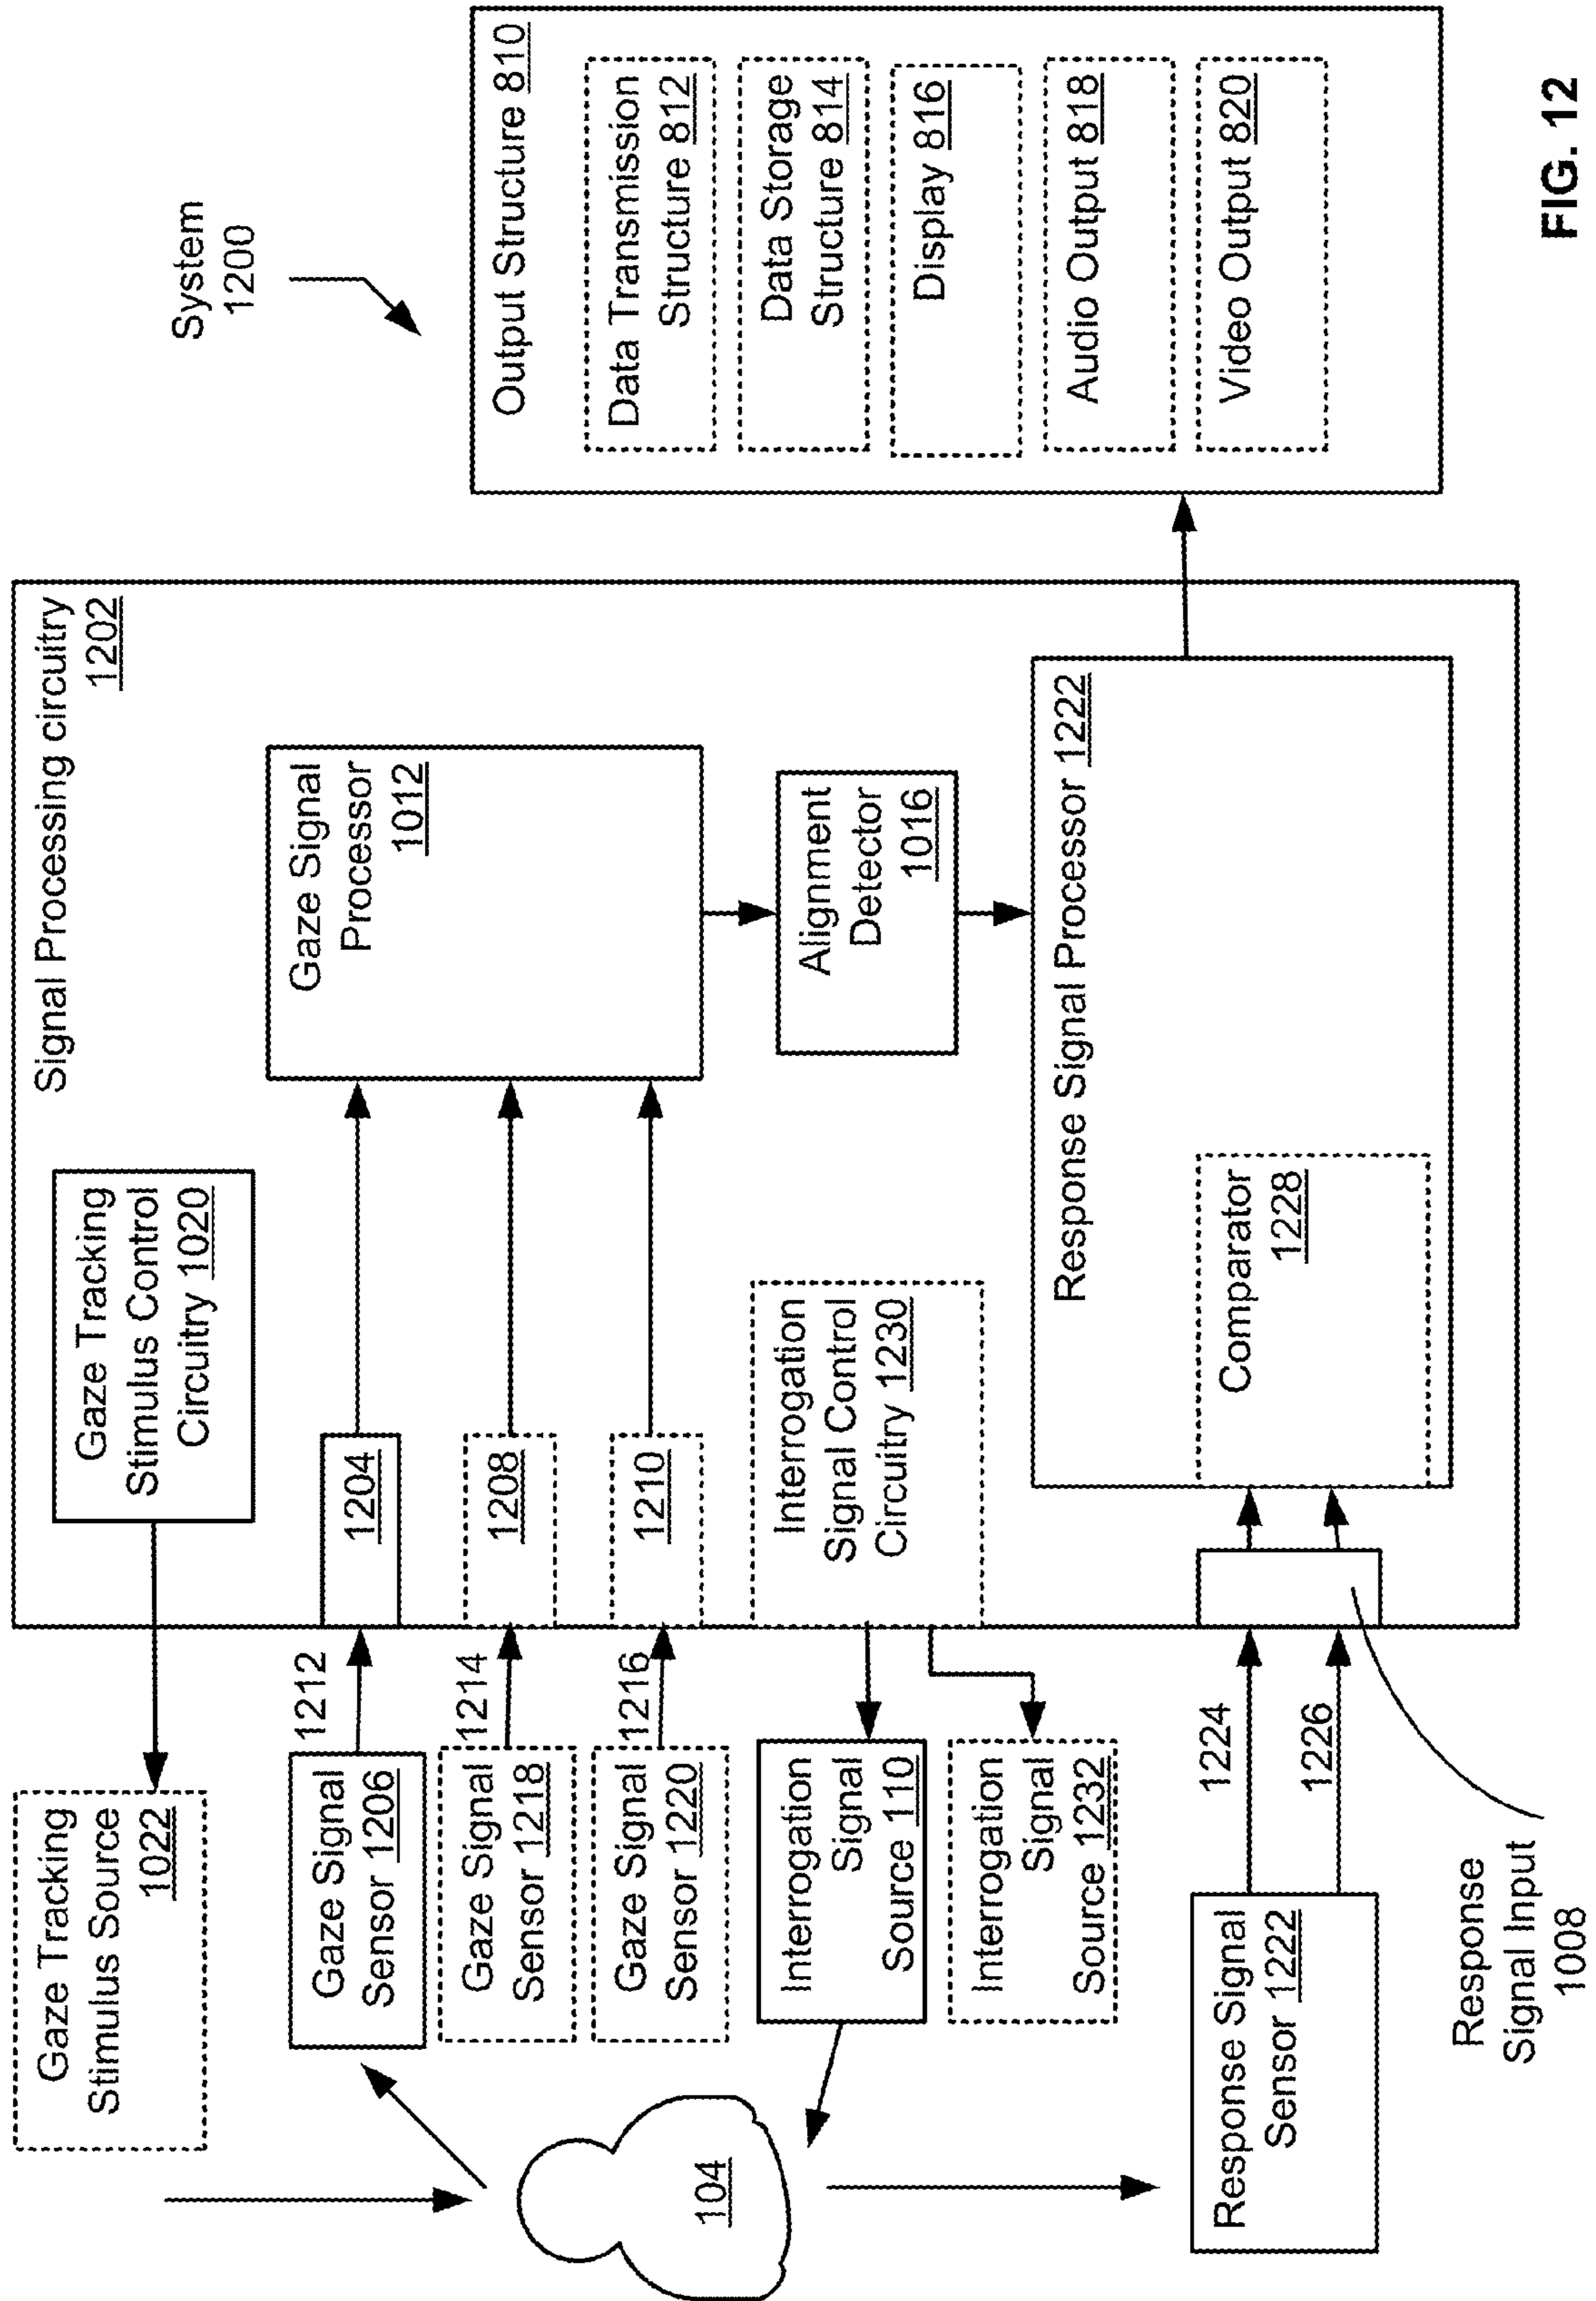 System
1200
Signal Processing circuitry
1202
Gaze Tracking
Stimulus Source
1022
Gaze Tracking
Stimulus Control
Circuitry 1020
Gaze Signal
Sensor 1206
1212
1204
Gaze Signal
Sensor 1218
1214
1208
Gaze Signal
Sensor 1220
1216
1210
Gaze Signal
Processor
1012
Alignment
Detector
1016
104
Interrogation
Signal
Source 110
Interrogation
Signal
Source 1232
Interrogation
Signal Control
Circuitry 1230
Response Signal
Sensor 1222
1224
1226
Response
Signal Input
1008
Response Signal Processor 1222
Comparator
1228
Output Structure 810
Data Transmission
Structure 812
Data Storage
Structure 814
Display 816
Audio Output 818
Video Output 820
FIG. 12